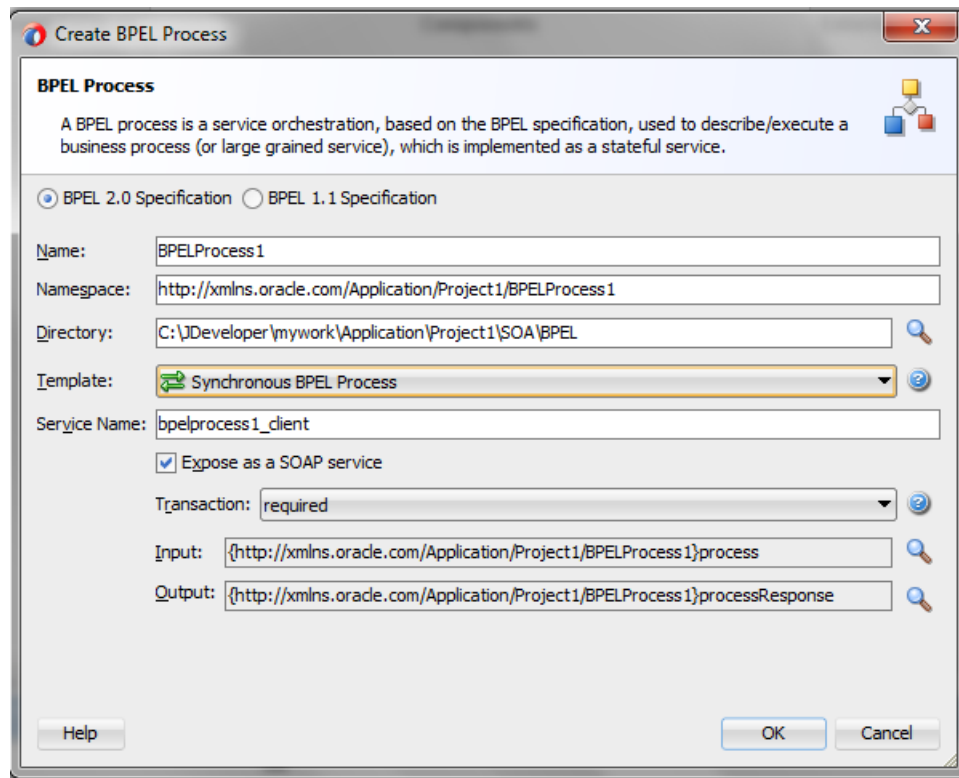 Create BPEL Process
BPEL Process
A BPEL process is a service orchestration, based on the BPEL specification, used to describe/execute a
business process (or large grained service), which is implemented as a stateful service.
BPEL 2.0 Specification BPEL 1.1 Specification
Name: BPELProcess1
Namespace: http://xmlns.oracle.com/Application/Project1/BPELProcess1
Directory: C:\JDeveloper\mywork\Application\Project1\SOA\BPEL
Template: Synchronous BPEL Process
Service Name: bpelprocess1_client
Expose as a SOAP service
Transaction: required
Input: {http://xmlns.oracle.com/Application/Project1/BPELProcess1}process
Output: {http://xmlns.oracle.com/Application/Project1/BPELProcess1}processResponse
Help OK Cancel